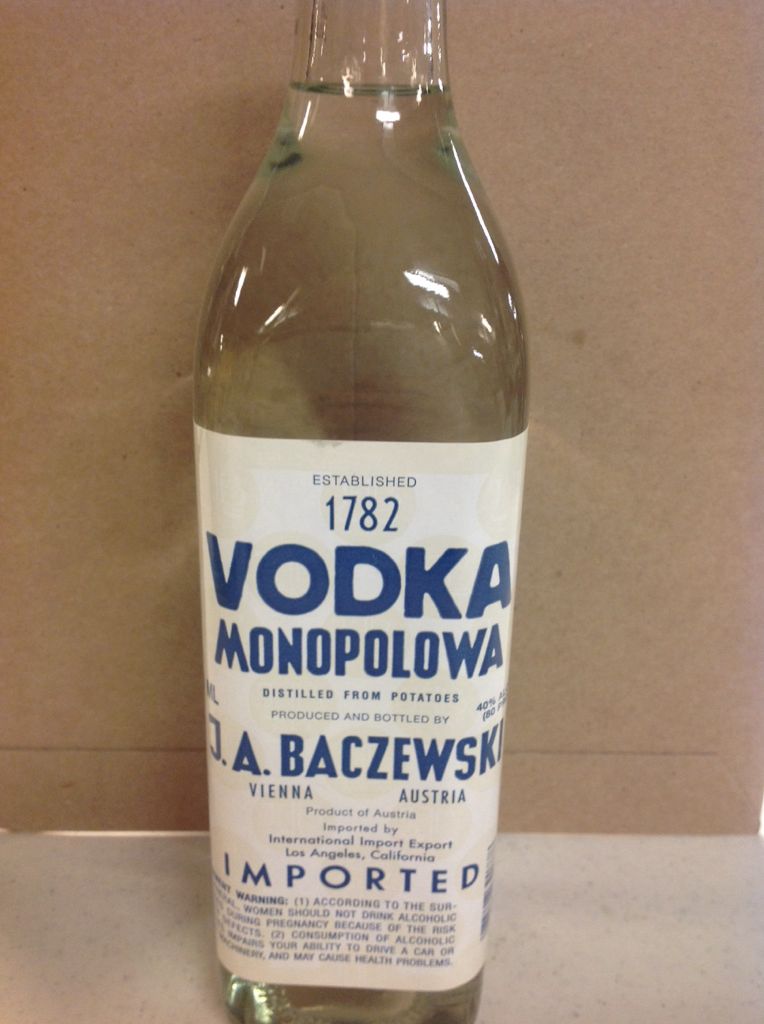 ESTABLISHED
1782
VODKA
MONOPOLOWA
ML
DISTILLED FROM POTATOES
40%
PRODUCED AND BOTTLED BY
(80
J. A. BACZEWSKI
VIENNA AUSTRIA
Product of Austria
Imported by
International Import Export
Los Angeles, California
IMPORTED
WARNING: (1) ACCORDING TO THE SUR-
WOMEN SHOULD NOT DRINK ALCOHOLIC
DURING PREGNANCY BECAUSE OF THE RISK
DEFECTS. (2) CONSUMPTION OF ALCOHOLIC
IMPAIRS YOUR ABILITY TO DRIVE A CAR OR
MACHINERY, AND MAY CAUSE HEALTH PROBLEMS.